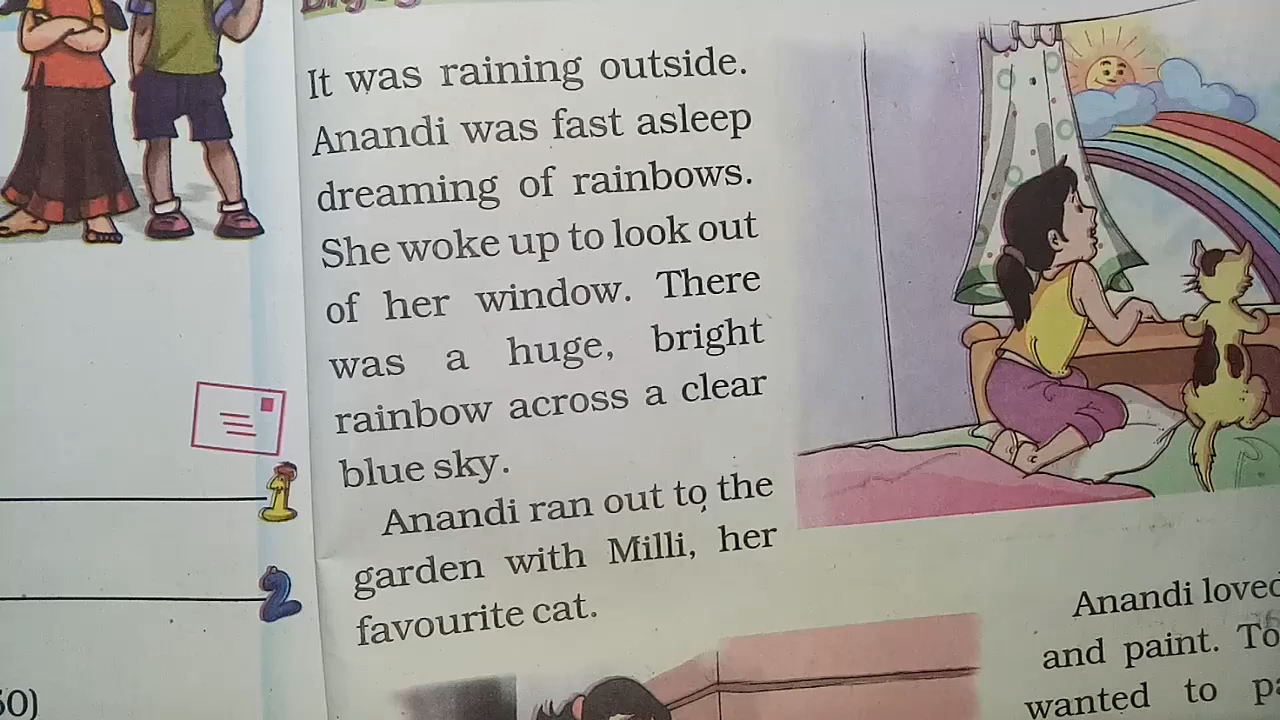 It was raining outside.
Anandi was fast asleep
dreaming of rainbows.
She woke up to look out
of her window. There
was a huge, bright
rainbow across a clear
blue sky.
Anandi ran out to the
garden with Milli, her
favourite cat.
Anandi loved
and paint. To
wanted to
1
2
50)